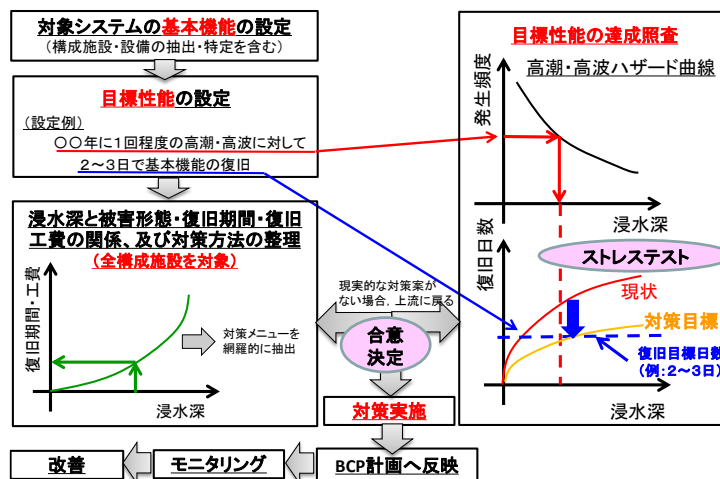 対象システムの基本機能の設定
(構成施設・設備の抽出・特定を含む)
目標性能の設定
(設定例)
○○年に1回程度の高潮・高波に対して
2~3日で基本機能の復旧
浸水深と被害形態・復旧期間・復旧
工費の関係、及び対策方法の整理
(全構成施設を対象)
復旧期間・工費
浸水深
対策メニューを
網羅的に抽出
現実的な対策案が
ない場合，上流に戻る
合意
決定
対策実施
BCP計画へ反映
モニタリング
改善
目標性能の達成照査
高潮・高波ハザード曲線
発生頻度
浸水深
ストレステスト
復旧日数
現状
対策目標
復旧目標日数
(例:2~3日)
浸水深